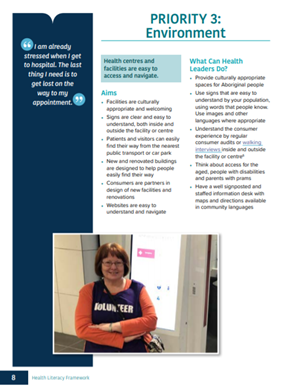 PRIORITY 3:
Environment
“ I am already
stressed when I get
to hospital. The last
thing I need is to
get lost on the
way to my
appointment. ”
Health centres and
facilities are easy to
access and navigate.
Aims
• Facilities are culturally
appropriate and welcoming
• Signs are clear and easy to
understand, both inside and
outside the facility or centre
• Patients and visitors can easily
find their way from the nearest
public transport or car park
• New and renovated buildings
are designed to help people
easily find their way
• Consumers are partners in
design of new facilities and
renovations
• Websites are easy to
understand and navigate
What Can Health
Leaders Do?
• Provide culturally appropriate
spaces for Aboriginal people
• Use signs that are easy to
understand by your population,
using words that people know.
Use images and other
languages where appropriate
• Understand the consumer
experience by regular
consumer audits or walking
interviews inside and outside
the facility or centre
• Think about access for the
aged, people with disabilities
and parents with prams
• Have a well signposted and
staffed information desk with
maps and directions available
in community languages
VOLUNTEER
8 Health Literacy Framework